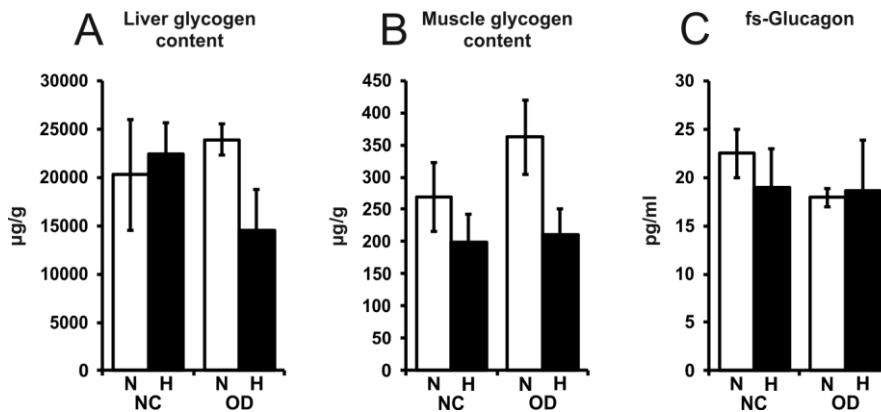 A
Liver glycogen
content
30000
25000
20000
15000
10000
5000
0
µg/g
N H N H
NC OD
B
Muscle glycogen
content
450
400
350
300
250
200
150
100
50
0
µg/g
N H N H
NC OD
C
fs-Glucagon
30
25
20
15
10
5
0
pg/ml
N H N H
NC OD